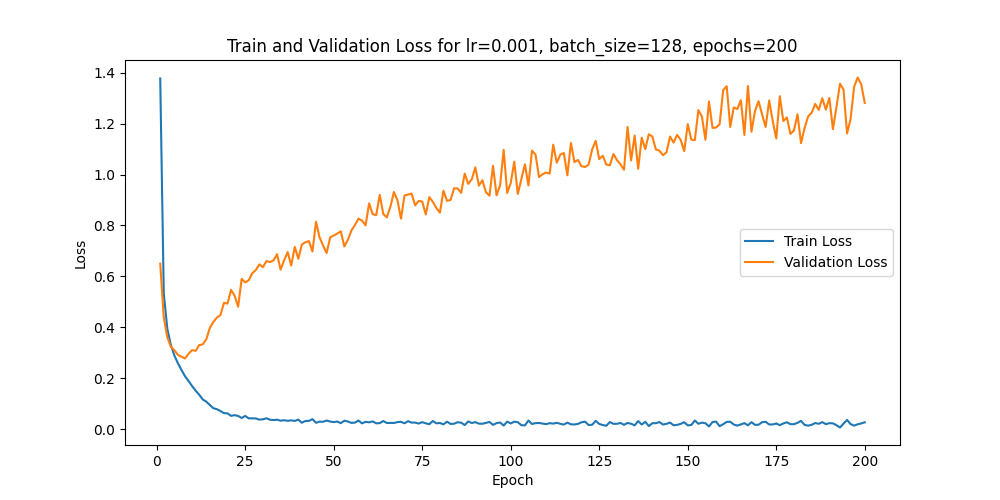 Train and Validation Loss for lr=0.001, batch_size=128, epochs=200
1.4
1.2
1.0
0.8
0.6
0.4
0.2
0.0
Loss
Train Loss
Validation Loss
0 25 50 75 100 125 150 175 200
Epoch